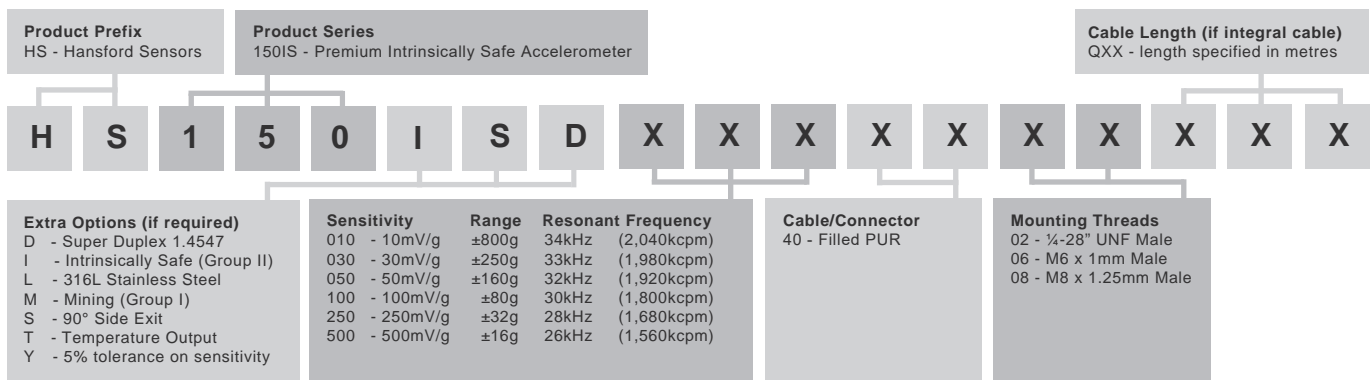 Product Prefix
HS - Hansford Sensors
Product Series
150IS - Premium Intrinsically Safe Accelerometer
Cable Length (if integral cable)
QXX - length specified in metres
H S 1 5 0 I S D X X X X X X X X X X
Extra Options (if required)
D - Super Duplex 1.4547
I - Intrinsically Safe (Group II)
L - 316L Stainless Steel
M - Mining (Group I)
S - 90° Side Exit
T - Temperature Output
Y - 5% tolerance on sensitivity
Sensitivity Range Resonant Frequency
010 - 10mV/g ±800g 34kHz (2,040kcpm)
030 - 30mV/g ±250g 33kHz (1,980kcpm)
050 - 50mV/g ±160g 32kHz (1,920kcpm)
100 - 100mV/g ±80g 30kHz (1,800kcpm)
250 - 250mV/g ±32g 28kHz (1,680kcpm)
500 - 500mV/g ±16g 26kHz (1,560kcpm)
Cable/Connector
40 - Filled PUR
Mounting Threads
02 - ¼-28” UNF Male
06 - M6 x 1mm Male
08 - M8 x 1.25mm Male